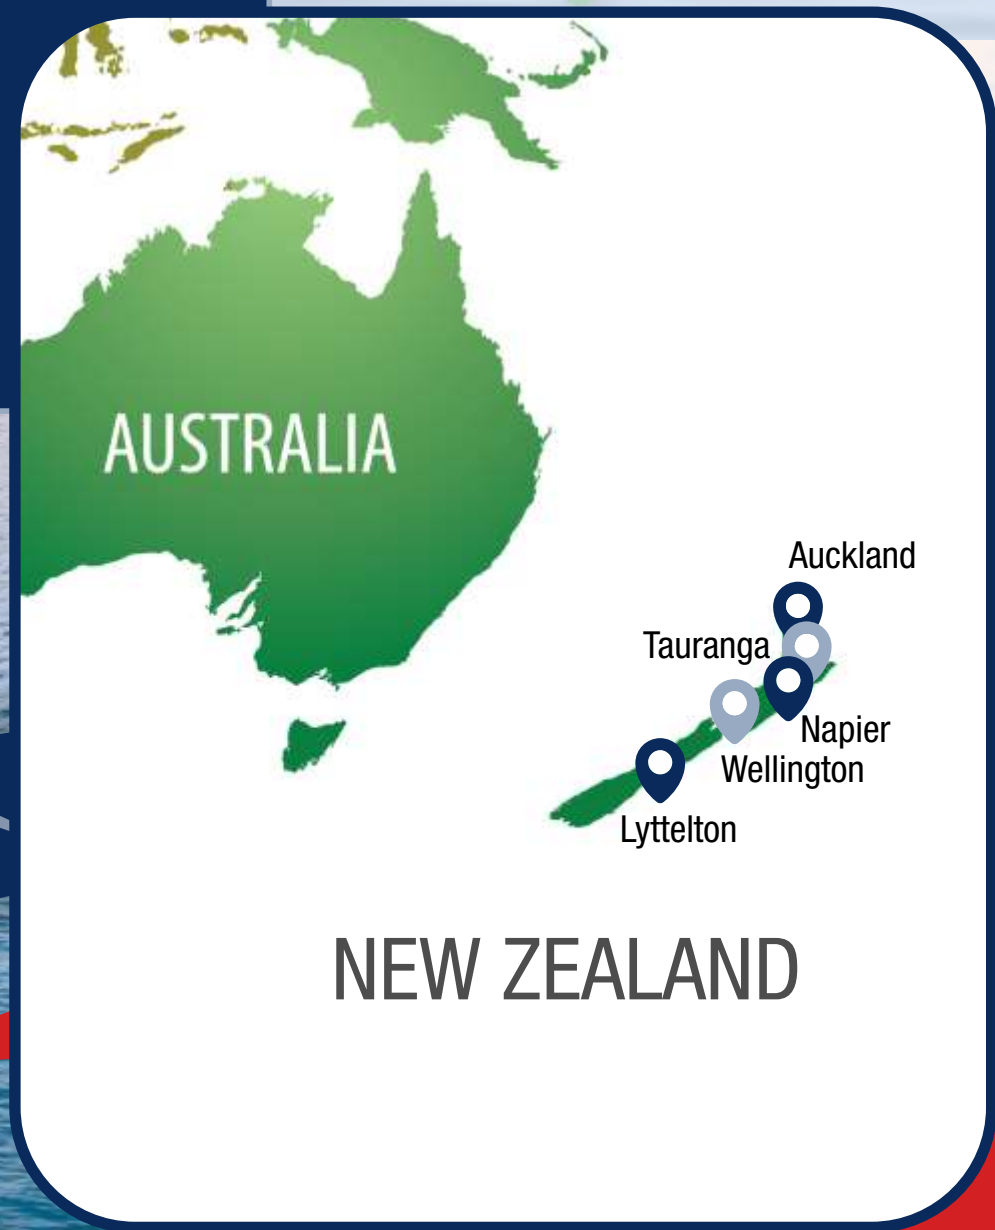 AUSTRALIA
Auckland
Tauranga
Napier
Wellington
Lyttelton
NEW ZEALAND